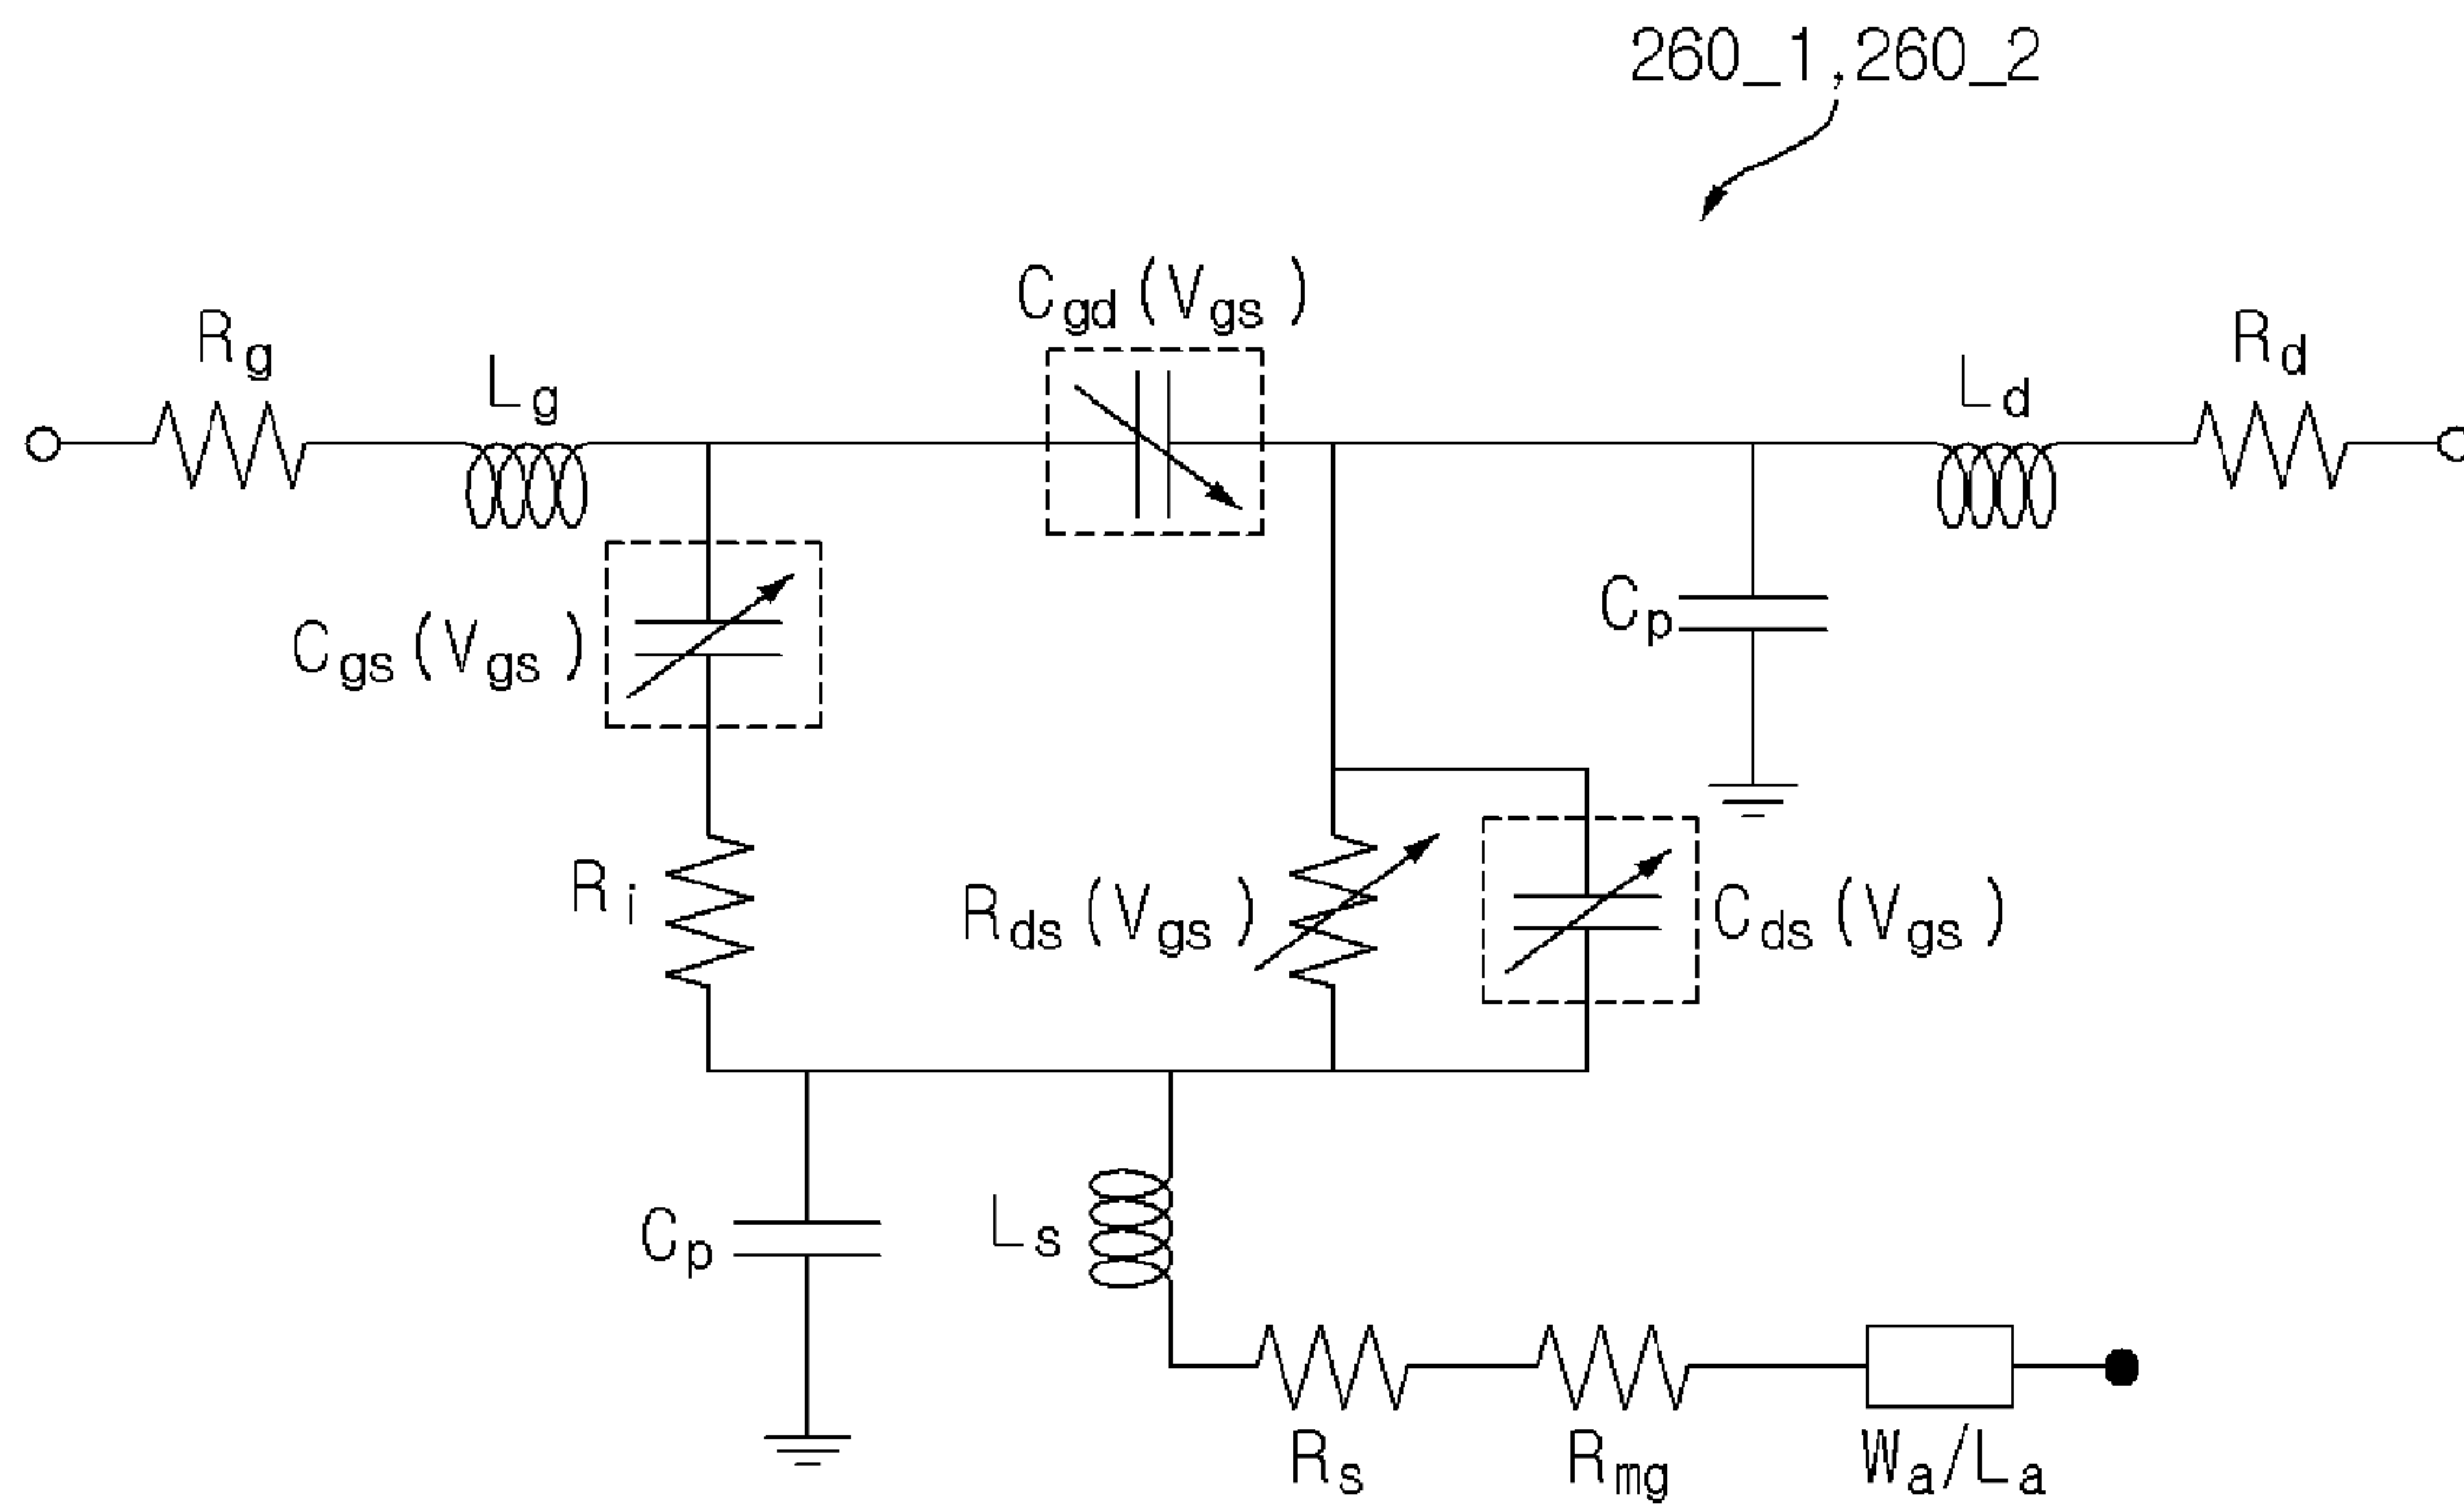 260_1, 260_2
Cgd(Vgs)
Rg
Rd
Lg
Ld
Cgs(Vgs)
Cp
Ri
Rds(Vgs)
Cds(Vgs)
Cp
Ls
Rs
Rmg
Wa/La